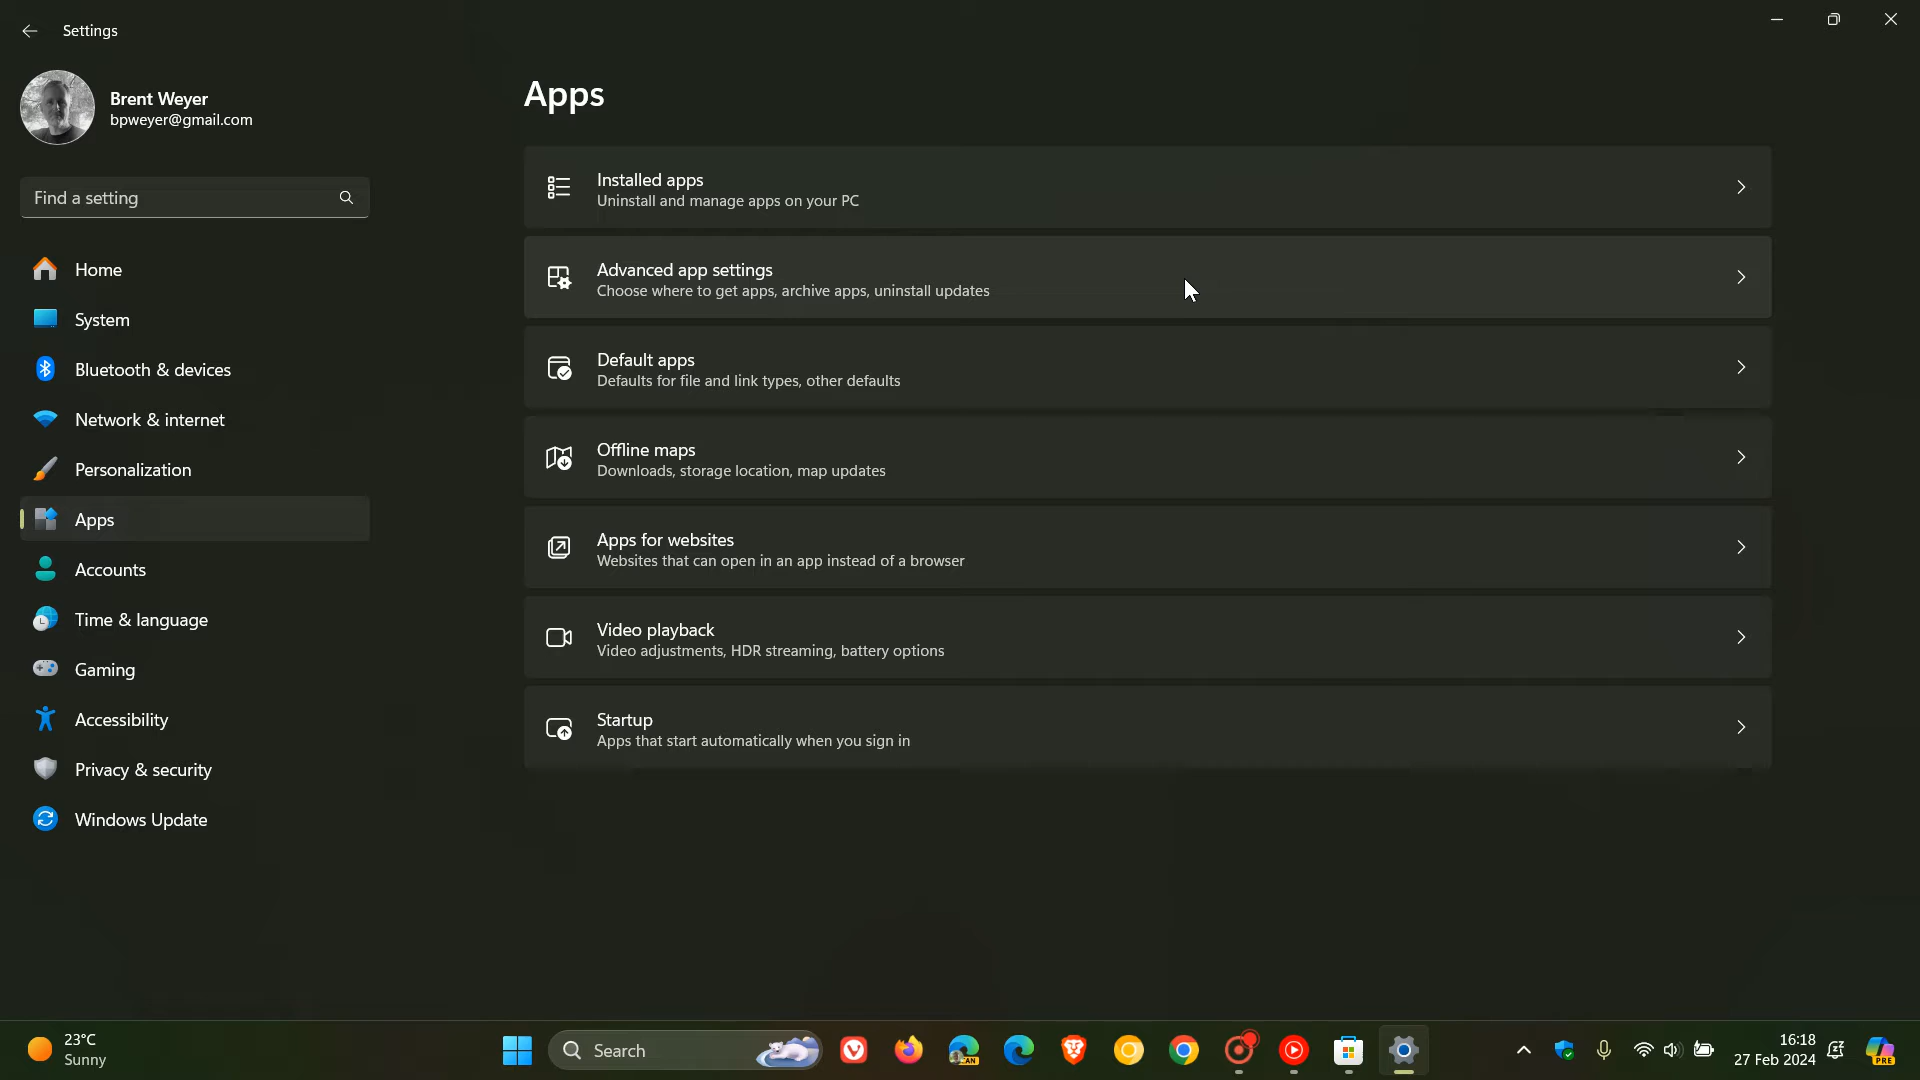 Settings
Brent Weyer
bpweyer@gmail.com
Find a setting
Home
System
Bluetooth & devices
Network & internet
Personalization
Apps
Accounts
Time & language
Gaming
Accessibility
Privacy & security
Windows Update
Apps
Installed apps
Uninstall and manage apps on your PC
Advanced app settings
Choose where to get apps, archive apps, uninstall updates
Default apps
Defaults for file and link types, other defaults
Offline maps
Downloads, storage location, map updates
Apps for websites
Websites that can open in an app instead of a browser
Video playback
Video adjustments, HDR streaming, battery options
Startup
Apps that start automatically when you sign in
23°C
Sunny
Search
CAN
16:18
27 Feb 2024
PRE